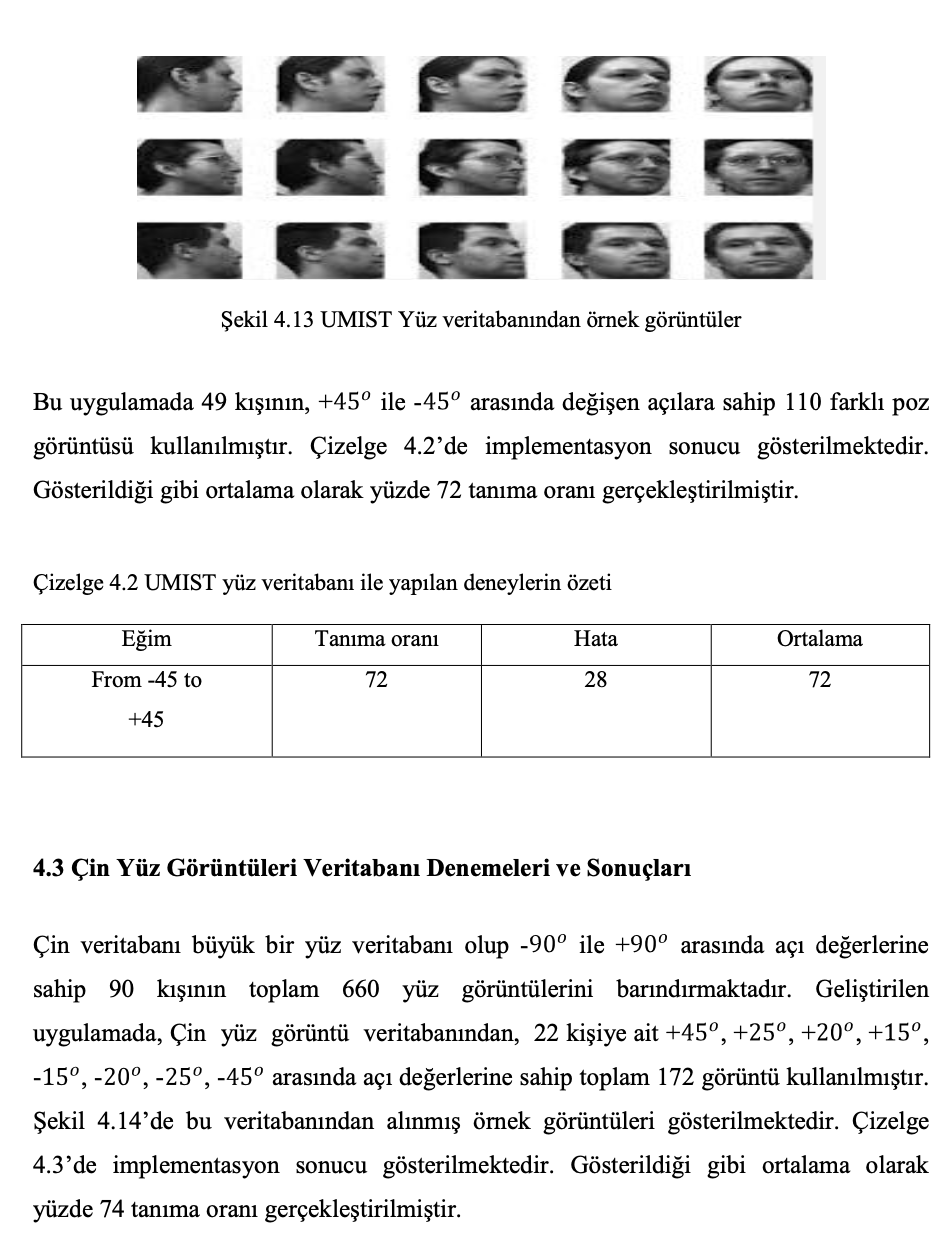 Şekil 4.13 UMIST Yüz veritabanından örnek görüntüler
Bu uygulamada 49 kışının, +45° ile -45° arasında değişen açılara sahip 110 farklı poz
görüntüsü kullanılmıştır. Çizelge 4.2’de implementasyon sonucu gösterilmektedir.
Gösterildiği gibi ortalama olarak yüzde 72 tanıma oranı gerçekleştirilmiştir.
Çizelge 4.2 UMIST yüz veritabanı ile yapılan deneylerin özeti
Eğim Tanıma oranı Hata Ortalama
From -45 to 72 28 72
+45
4.3 Çin Yüz Görüntüleri Veritabanı Denemeleri ve Sonuçları
Çin veritabanı büyük bir yüz veritabanı olup -90° ile +90° arasında açı değerlerine
sahip 90 kışının toplam 660 yüz görüntülerini barındırmaktadır. Geliştirilen
uygulamada, Çin yüz görüntü veritabanından, 22 kişiye ait +45°, +25°, +20°, +15°,
-15°, -20°, -25°, -45° arasında açı değerlerine sahip toplam 172 görüntü kullanılmıştır.
Şekil 4.14’de bu veritabanından alınmış örnek görüntüleri gösterilmektedir. Çizelge
4.3’de implementasyon sonucu gösterilmektedir. Gösterildiği gibi ortalama olarak
yüzde 74 tanıma oranı gerçekleştirilmiştir.